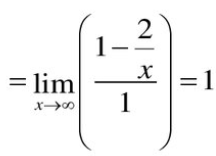 = lim_{x→∞} ( (1 - 2/x) / 1 ) = 1